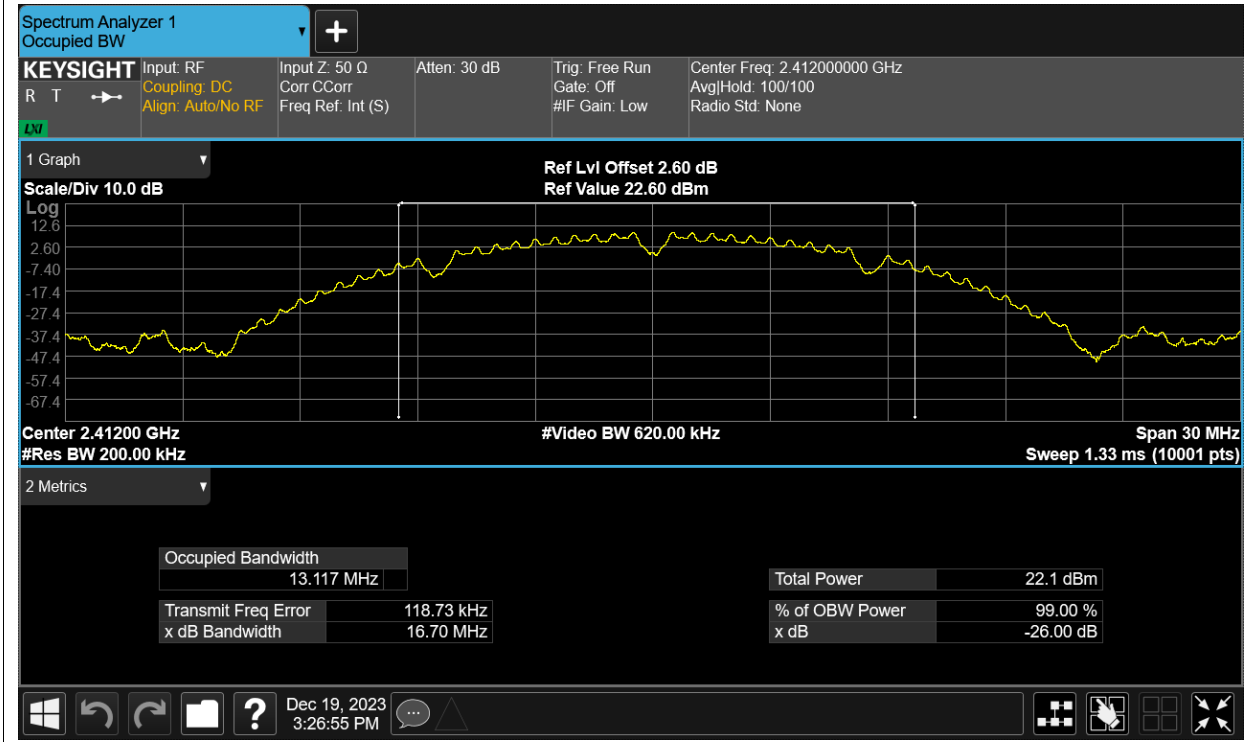 Spectrum Analyzer 1
Occupied BW
KEYSIGHT
R T
LXI
Input: RF
Coupling: DC
Align: Auto/No RF
Input Z: 50 Ω
Corr CCorr
Freq Ref: Int (S)
Atten: 30 dB
Trig: Free Run
Gate: Off
#IF Gain: Low
Center Freq: 2.412000000 GHz
Avg|Hold: 100/100
Radio Std: None
1 Graph
Scale/Div 10.0 dB
Ref Lvl Offset 2.60 dB
Ref Value 22.60 dBm
Log
12.6
2.60
-7.40
-17.4
-27.4
-37.4
-47.4
-57.4
-67.4
Center 2.41200 GHz
#Video BW 620.00 kHz
Span 30 MHz
#Res BW 200.00 kHz
Sweep 1.33 ms (10001 pts)
2 Metrics
Occupied Bandwidth
13.117 MHz
Total Power 22.1 dBm
Transmit Freq Error 118.73 kHz
% of OBW Power 99.00 %
x dB Bandwidth 16.70 MHz
x dB -26.00 dB
?
Dec 19, 2023
3:26:55 PM